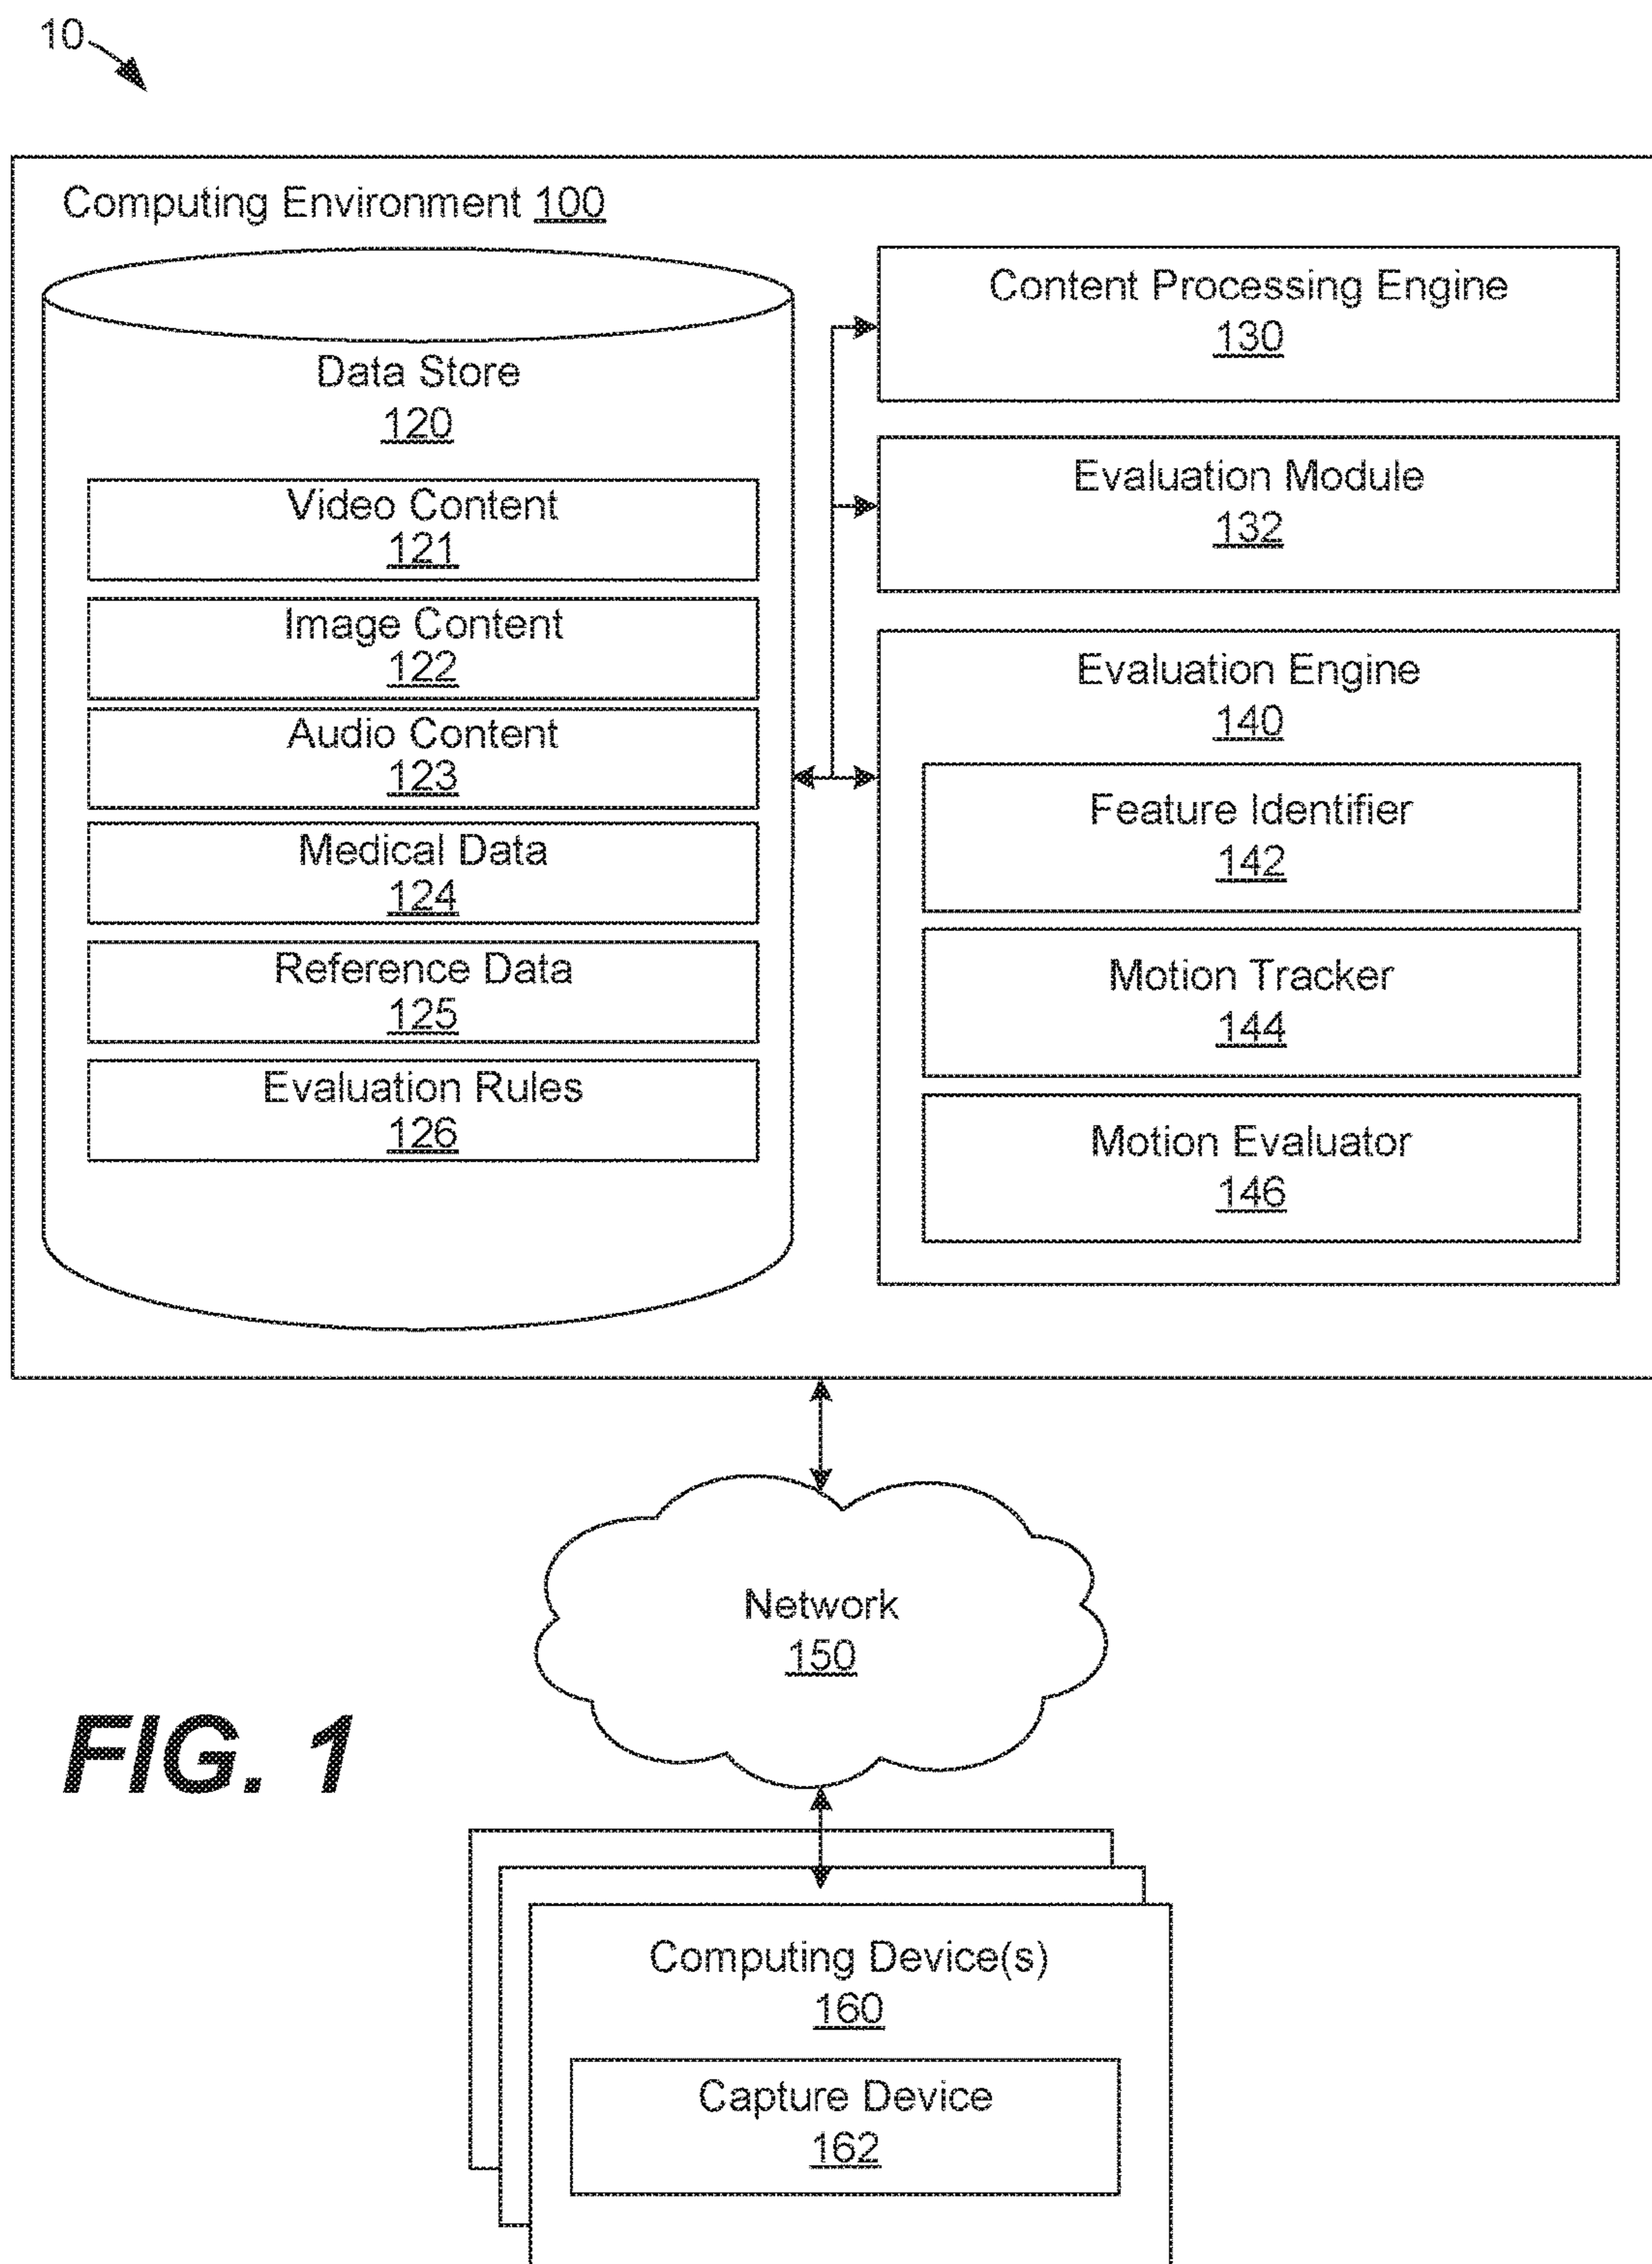 10
Computing Environment 100
Data Store
120
Video Content
121
Image Content
122
Audio Content
123
Medical Data
124
Reference Data
125
Evaluation Rules
126
Content Processing Engine
130
Evaluation Module
132
Evaluation Engine
140
Feature Identifier
142
Motion Tracker
144
Motion Evaluator
146
Network
150
FIG. 1
Computing Device(s)
160
Capture Device
162